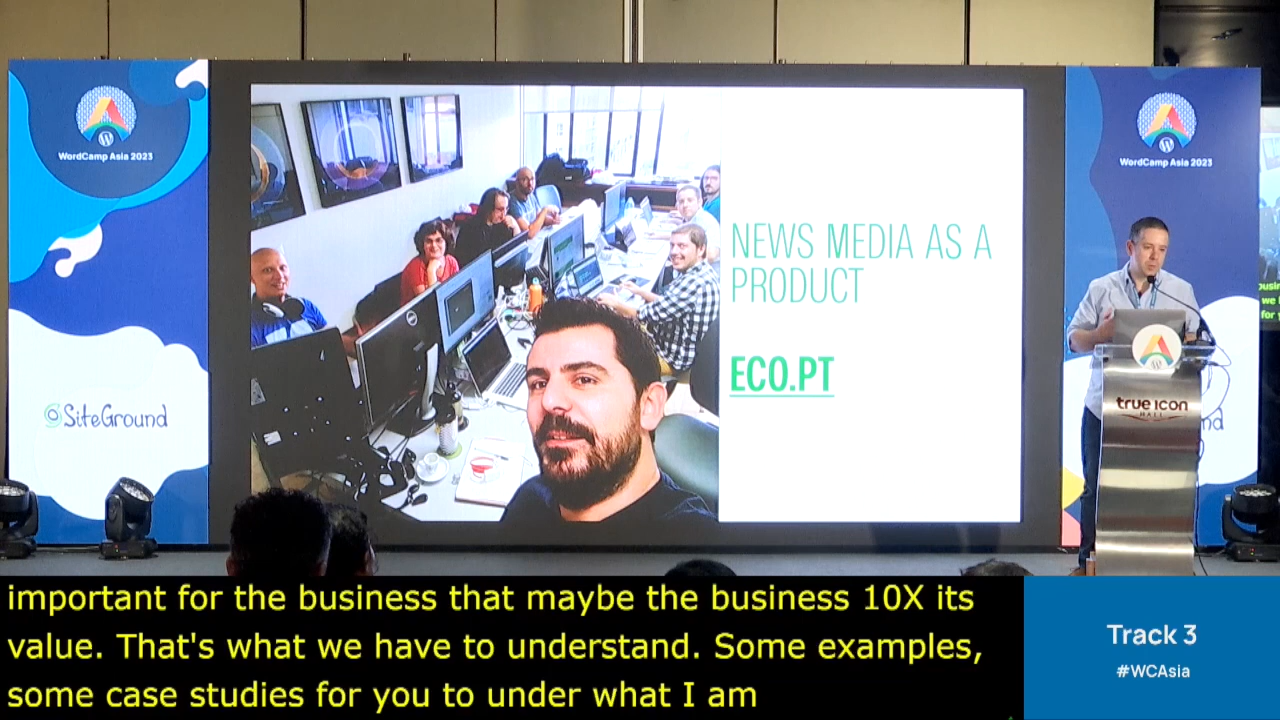 WordCamp Asia 2023
SiteGround
NEWS MEDIA AS A
PRODUCT
ECO.PT
WordCamp Asia 2023
true icon
HALL
important for the business that maybe the business 10X its
value. That's what we have to understand. Some examples,
some case studies for you to under what I am
Track 3
#WCAsia